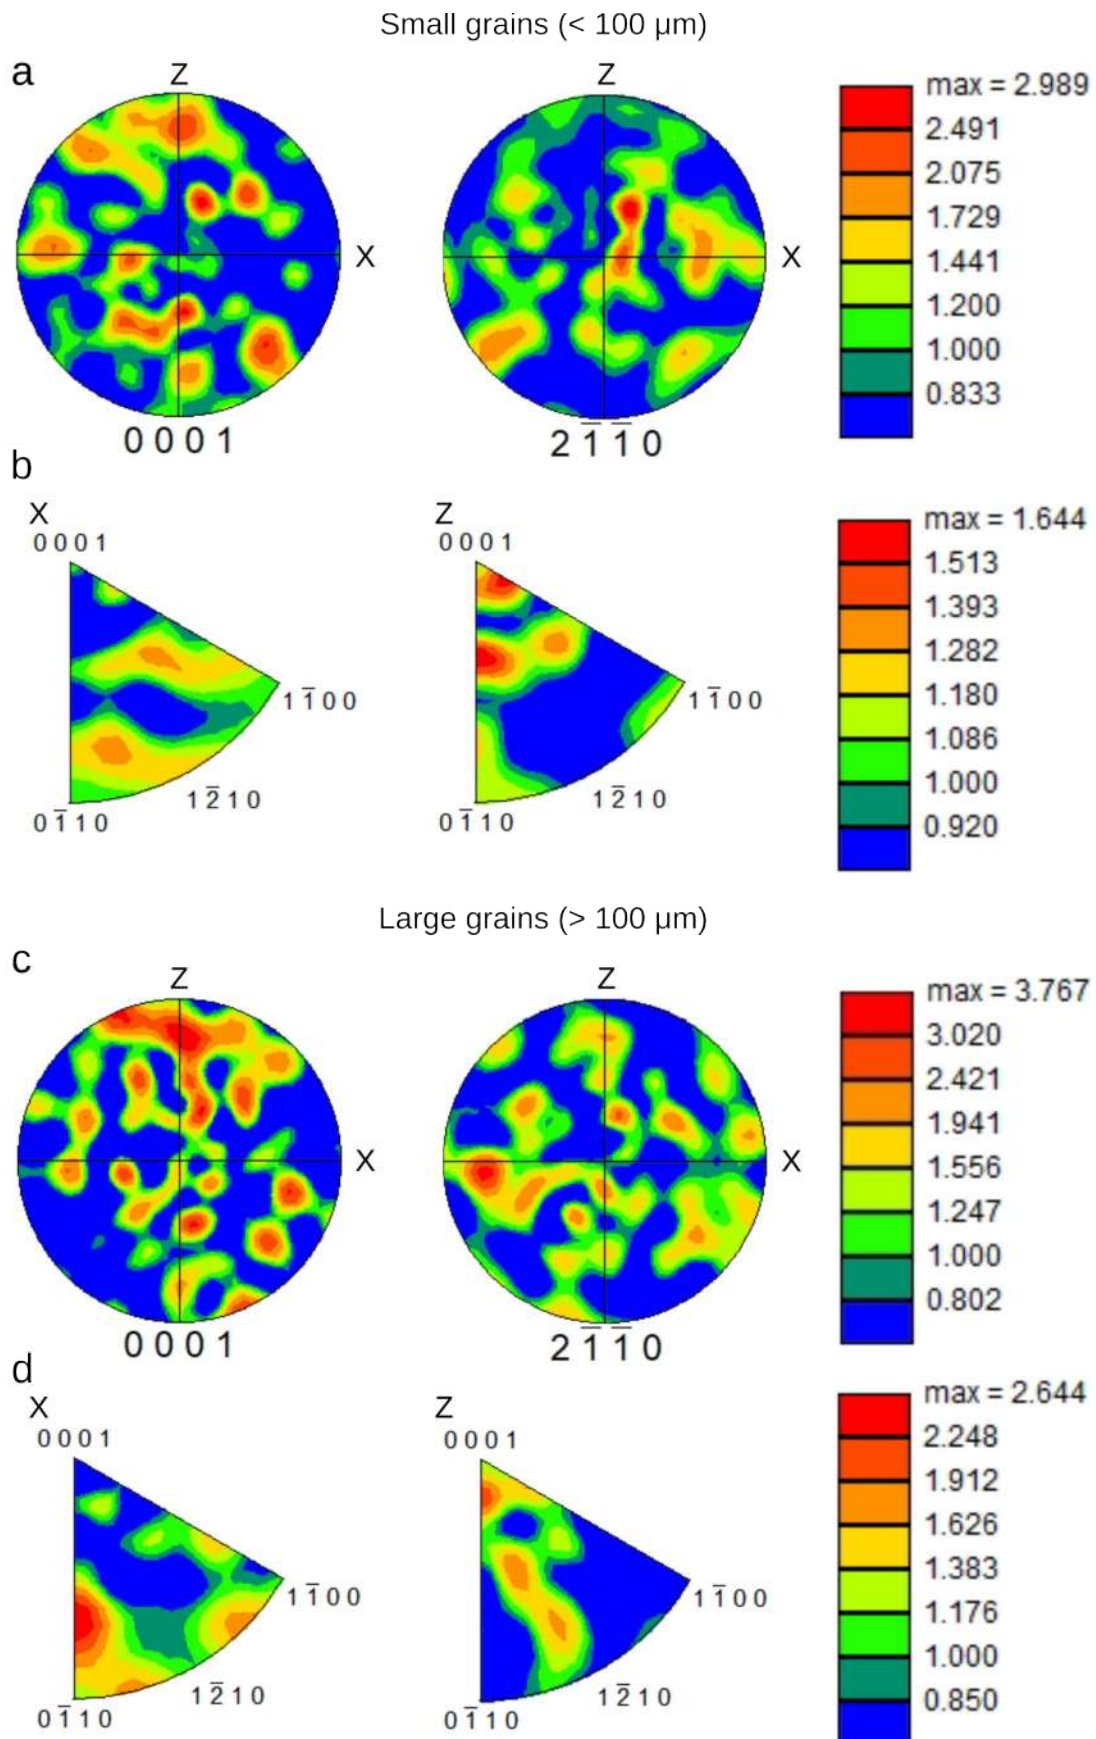 Small grains (< 100 µm)
a
Z
X
0 0 0 1
Z
X
2 1̅ 1̅ 0
max = 2.989
2.491
2.075
1.729
1.441
1.200
1.000
0.833
b
X
0 0 0 1
1 1̅ 0 0
1 2̅ 1 0
0 1̅ 1 0
Z
0 0 0 1
1 1̅ 0 0
1 2̅ 1 0
0 1̅ 1 0
max = 1.644
1.513
1.393
1.282
1.180
1.086
1.000
0.920
Large grains (> 100 µm)
c
Z
X
0 0 0 1
Z
X
2 1̅ 1̅ 0
max = 3.767
3.020
2.421
1.941
1.556
1.247
1.000
0.802
d
X
0 0 0 1
1 1̅ 0 0
1 2̅ 1 0
0 1̅ 1 0
Z
0 0 0 1
1 1̅ 0 0
1 2̅ 1 0
0 1̅ 1 0
max = 2.644
2.248
1.912
1.626
1.383
1.176
1.000
0.850